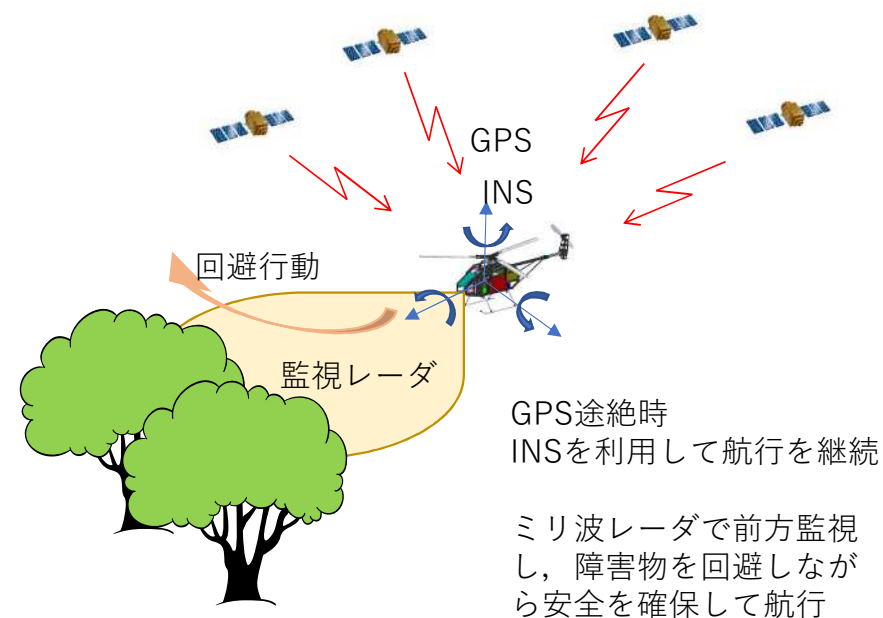 GPS
INS
回避行動
監視レーダ
GPS途絶時
INSを利用して航行を継続
ミリ波レーダで前方監視
し，障害物を回避しなが
ら安全を確保して航行